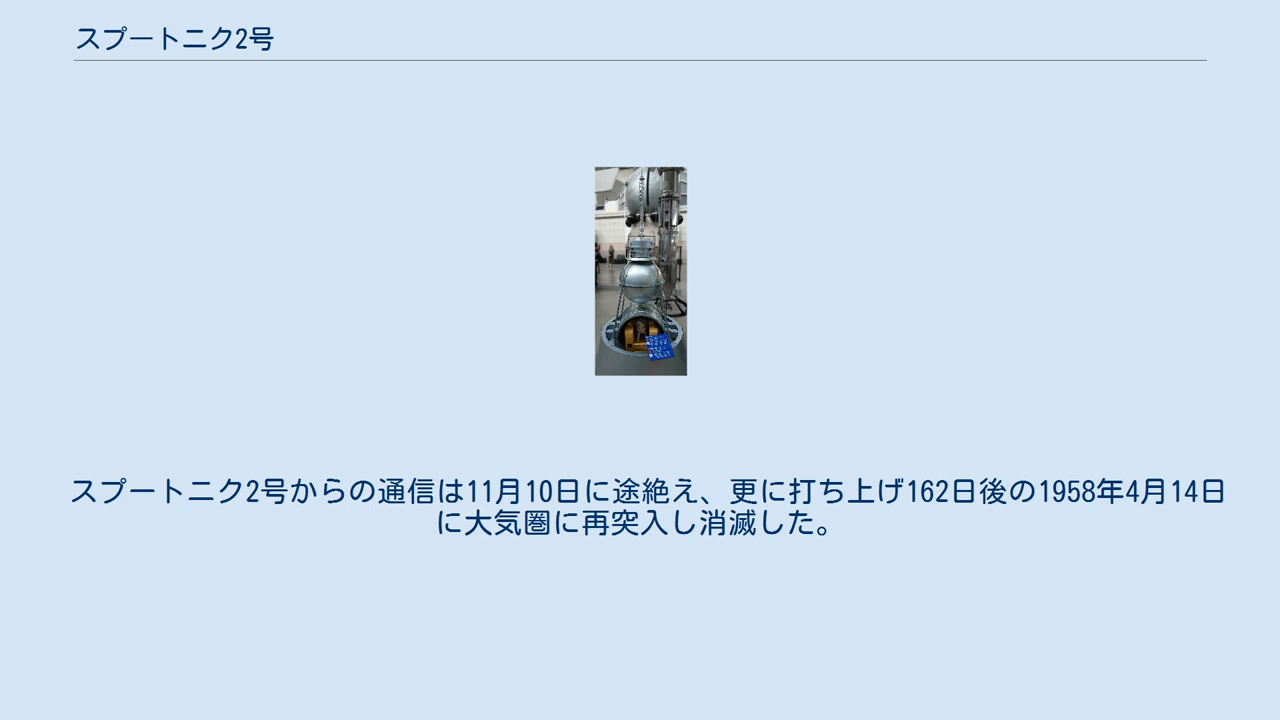 スプートニク2号
スプートニク2号からの通信は11月10日に途絶え、更に打ち上げ162日後の1958年4月14日
に大気圏に再突入し消滅した。